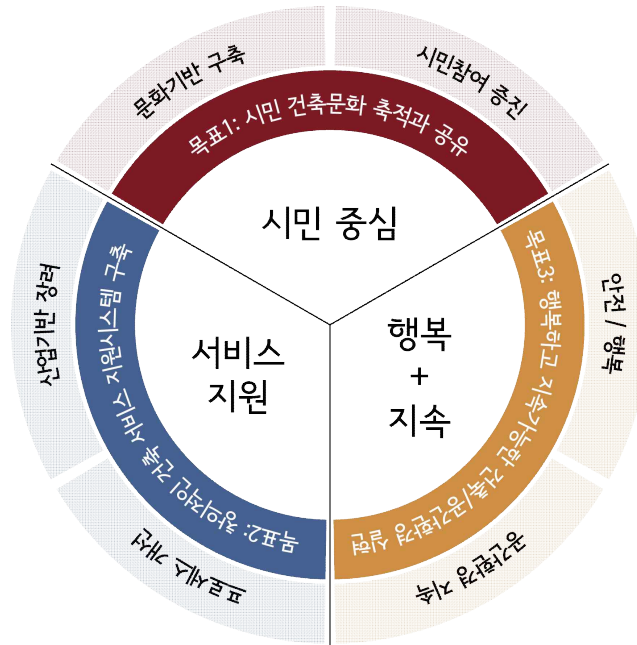 문화기반 구축
시민참여 증진
목표1: 시민 건축문화 축적과 공유
시민 중심
산업기반 장려
목표2: 창의적인 건축 서비스 지원시스템 구축
서비스
지원
프로세스 개선
행복
+
지속
목표3: 행복하고 지속가능한 건축/공간환경 실현
안전 / 행복
공간환경 지속